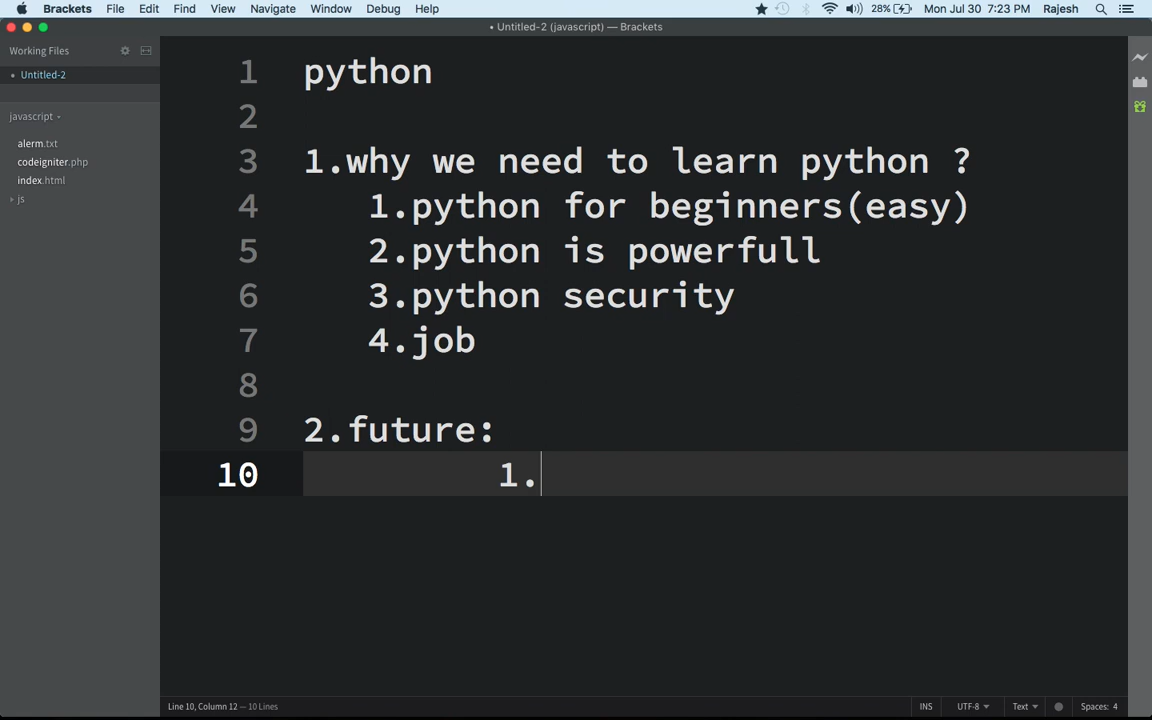 Brackets File Edit Find View Navigate Window Debug Help 28% Mon Jul 30 7:23 PM Rajesh
• Untitled-2 (javascript) — Brackets
Working Files
• Untitled-2
javascript
alerm.txt
codeigniter.php
index.html
js
1 python
2
3 1.why we need to learn python ?
4 1.python for beginners(easy)
5 2.python is powerfull
6 3.python security
7 4.job
8
9 2.future:
10 1.
Line 10, Column 12 — 10 Lines INS UTF-8 Text Spaces: 4